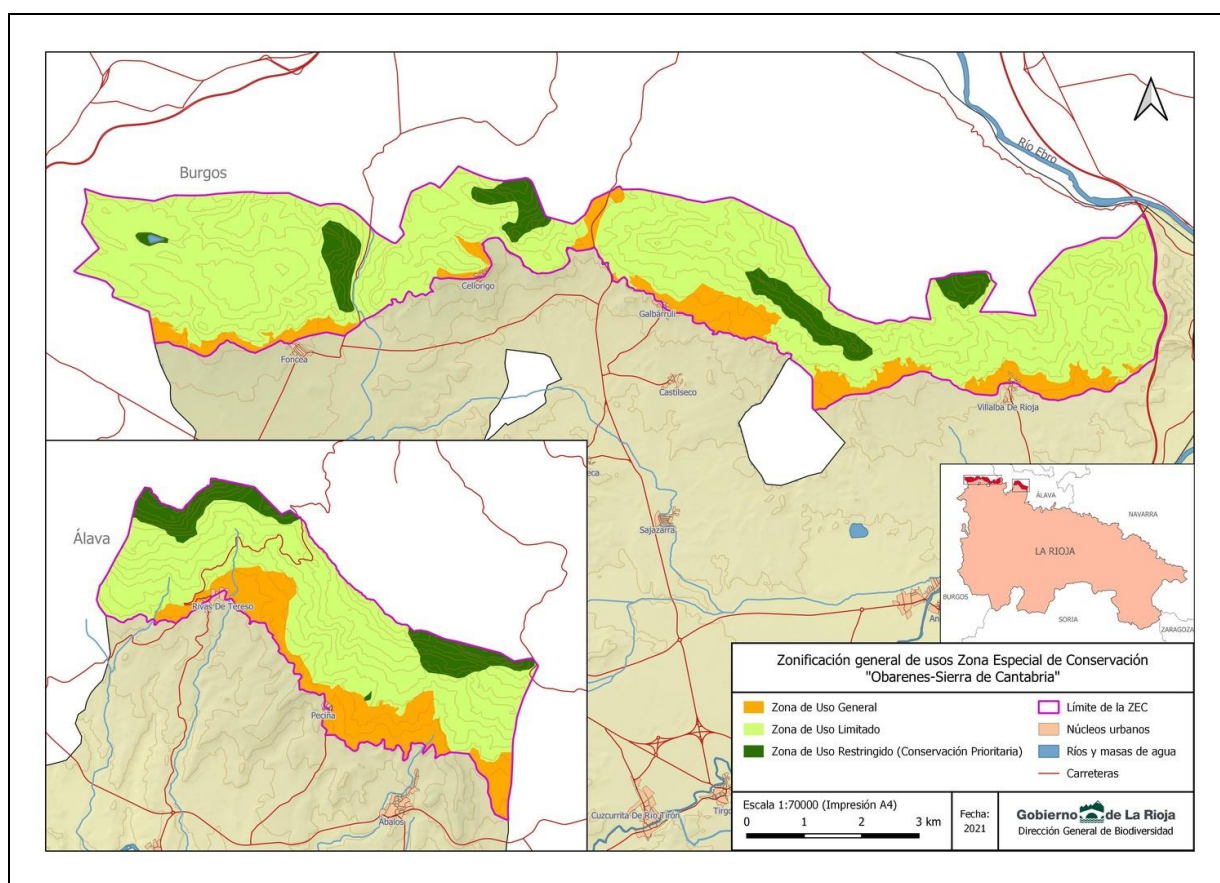 Burgos
Río Ebro
Cellorigo
Galbárruli
Foncea
Castilseco
Villalba De Rioja
Sajazarra
Álava
Rivas De Tereso
Peciña
Ábalos
Cuzcurrita De Río Tirón
ÁLAVA
NAVARRA
LA RIOJA
BURGOS
SORIA
ZARAGOZA
Zonificación general de usos Zona Especial de Conservación
"Obarenes-Sierra de Cantabria"
Zona de Uso General
Límite de la ZEC
Zona de Uso Limitado
Núcleos urbanos
Zona de Uso Restringido (Conservación Prioritaria)
Ríos y masas de agua
Carreteras
Escala 1:70000 (Impresión A4)
0 1 2 3 km
Fecha:
2021
Gobierno de La Rioja
Dirección General de Biodiversidad